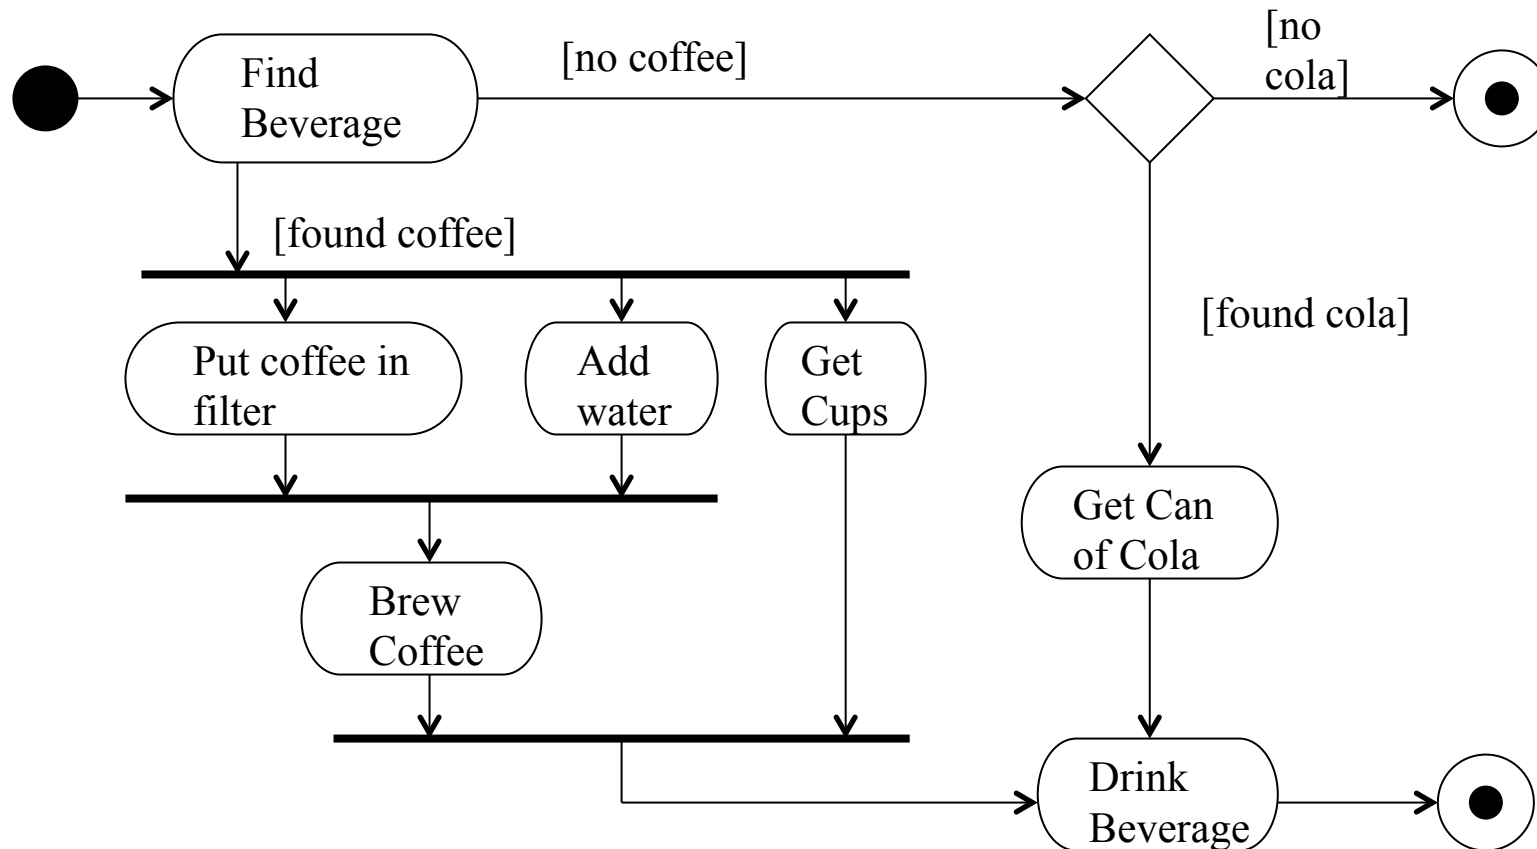 Find
Beverage
[no coffee]
[no
cola]
[found coffee]
Put coffee in
filter
Add
water
Get
Cups
[found cola]
Get Can
of Cola
Brew
Coffee
Drink
Beverage